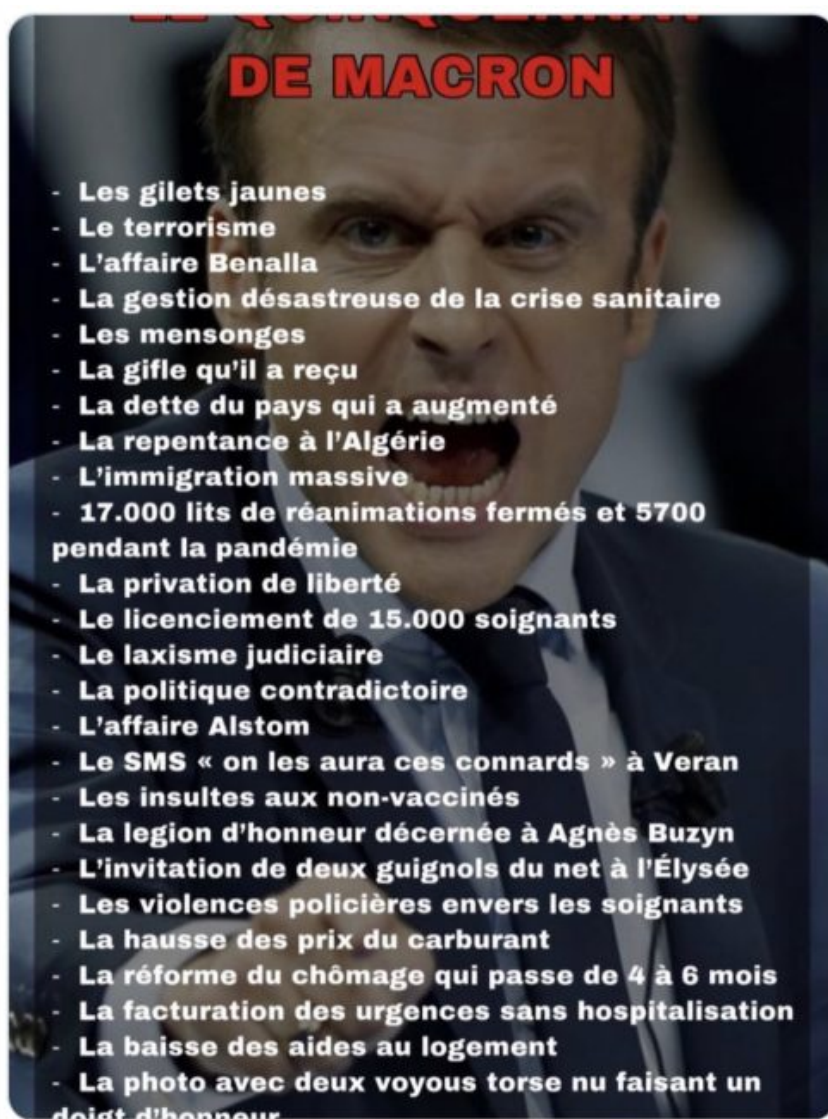 LE QUINQUENNAT
DE MACRON
- Les gilets jaunes
- Le terrorisme
- L'affaire Benalla
- La gestion désastreuse de la crise sanitaire
- Les mensonges
- La gifle qu'il a reçu
- La dette du pays qui a augmenté
- La repentance à l'Algérie
- L'immigration massive
- 17.000 lits de réanimations fermés et 5700
pendant la pandémie
- La privation de liberté
- Le licenciement de 15.000 soignants
- Le laxisme judiciaire
- La politique contradictoire
- L'affaire Alstom
- Le SMS « on les aura ces connards » à Veran
- Les insultes aux non-vaccinés
- La legion d'honneur décernée à Agnès Buzyn
- L'invitation de deux guignols du net à l'Élysée
- Les violences policières envers les soignants
- La hausse des prix du carburant
- La réforme du chômage qui passe de 4 à 6 mois
- La facturation des urgences sans hospitalisation
- La baisse des aides au logement
- La photo avec deux voyous torse nu faisant un
doigt d'honneur